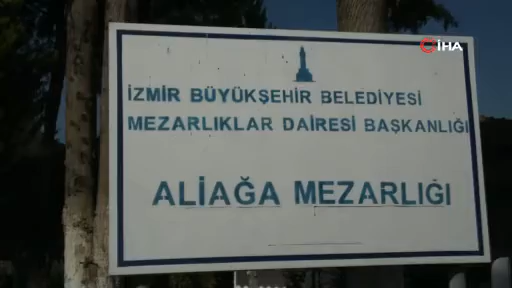 İHA
İZMİR BÜYÜKŞEHİR BELEDİYESİ
MEZARLIKLAR DAİRESİ BAŞKANLIĞI
ALİAĞA MEZARLIĞI